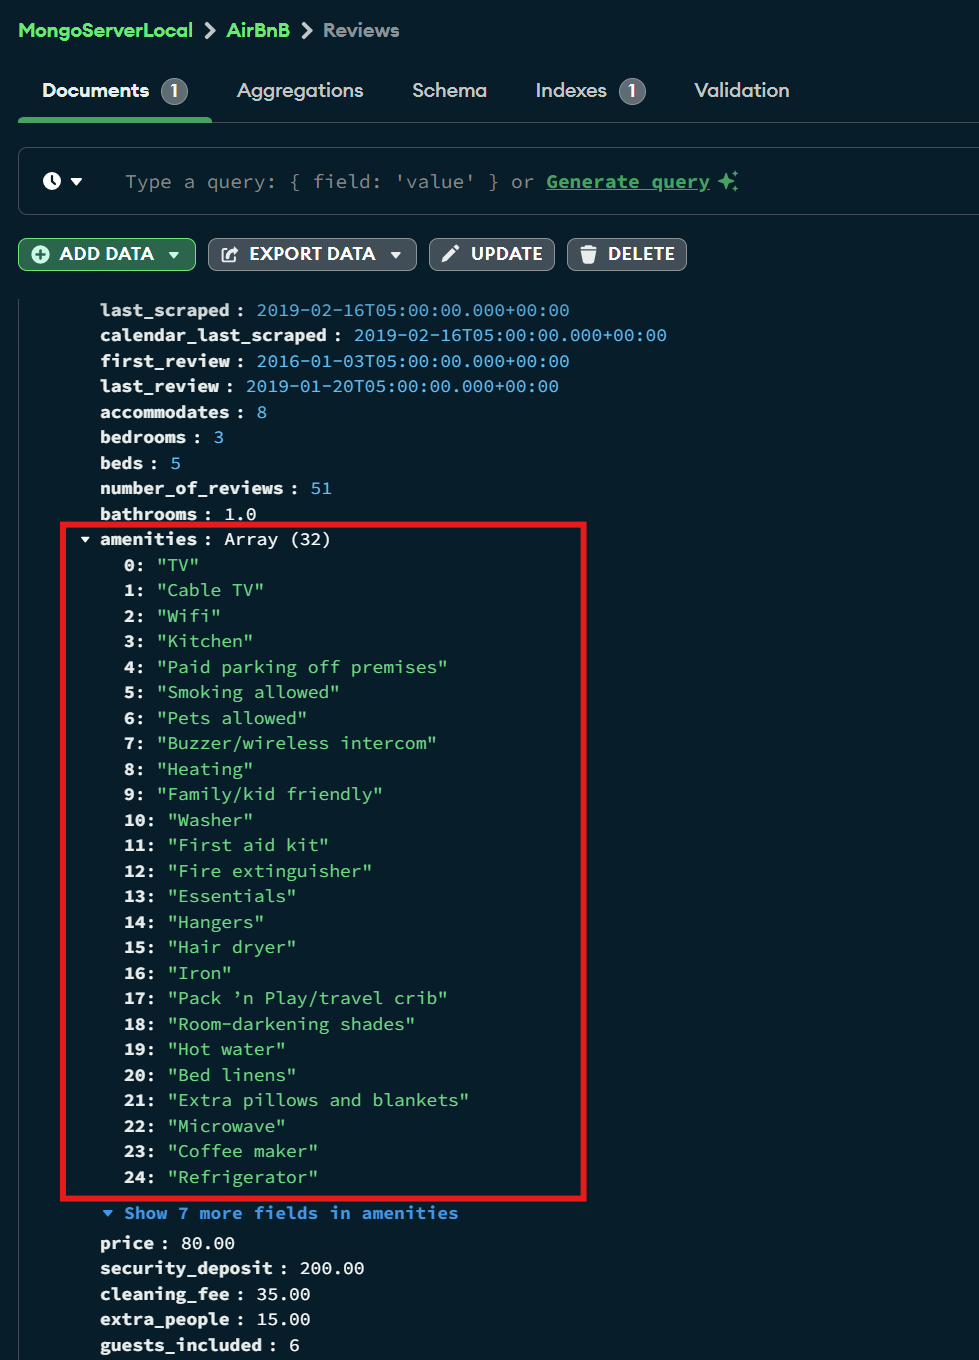 MongoServerLocal > AirBnB > Reviews
Documents 1 Aggregations Schema Indexes 1 Validation
Type a query: { field: 'value' } or Generate query
ADD DATA EXPORT DATA UPDATE DELETE
last_scraped : 2019-02-16T05:00:00.000+00:00
calendar_last_scraped : 2019-02-16T05:00:00.000+00:00
first_review : 2016-01-03T05:00:00.000+00:00
last_review : 2019-01-20T05:00:00.000+00:00
accommodates : 8
bedrooms : 3
beds : 5
number_of_reviews : 51
bathrooms : 1.0
amenities : Array (32)
0: "TV"
1: "Cable TV"
2: "Wifi"
3: "Kitchen"
4: "Paid parking off premises"
5: "Smoking allowed"
6: "Pets allowed"
7: "Buzzer/wireless intercom"
8: "Heating"
9: "Family/kid friendly"
10: "Washer"
11: "First aid kit"
12: "Fire extinguisher"
13: "Essentials"
14: "Hangers"
15: "Hair dryer"
16: "Iron"
17: "Pack ’n Play/travel crib"
18: "Room-darkening shades"
19: "Hot water"
20: "Bed linens"
21: "Extra pillows and blankets"
22: "Microwave"
23: "Coffee maker"
24: "Refrigerator"
Show 7 more fields in amenities
price : 80.00
security_deposit : 200.00
cleaning_fee : 35.00
extra_people : 15.00
guests_included : 6